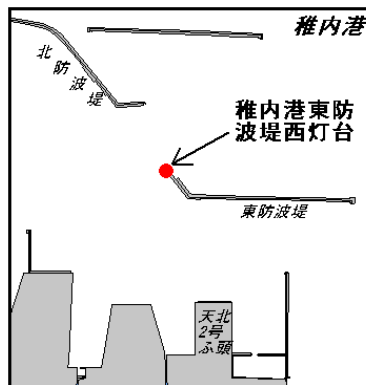 稚内港
北防波堤
稚内港東防
波堤西灯台
東防波堤
天北
2号
ふ頭